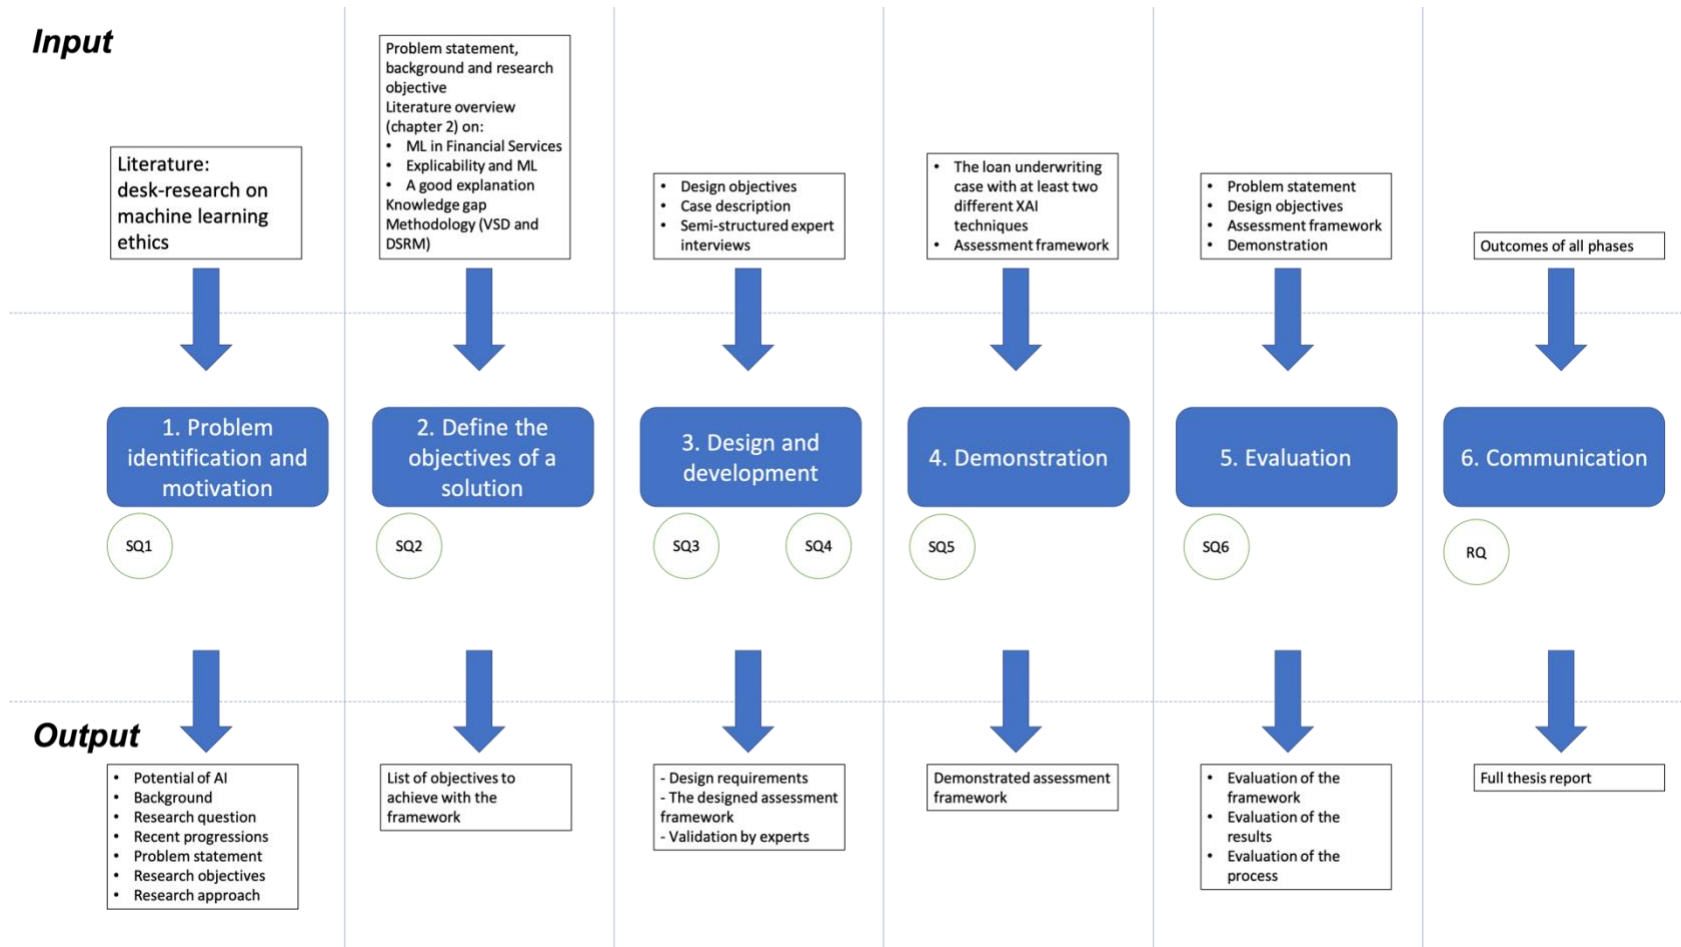 Input
Literature:
desk-research on
machine learning
ethics
Problem statement,
background and research
objective
Literature overview
(chapter 2) on:
• ML in Financial Services
• Explicability and ML
• A good explanation
Knowledge gap
Methodology (VSD and
DSRM)
• Design objectives
• Case description
• Semi-structured expert
interviews
• The loan underwriting
case with at least two
different XAI
techniques
• Assessment framework
• Problem statement
• Design objectives
• Assessment framework
• Demonstration
Outcomes of all phases
1. Problem
identification and
motivation
2. Define the
objectives of a
solution
3. Design and
development
4. Demonstration
5. Evaluation
6. Communication
SQ1
SQ2
SQ3
SQ4
SQ5
SQ6
RQ
Output
• Potential of AI
• Background
• Research question
• Recent progressions
• Problem statement
• Research objectives
• Research approach
List of objectives to
achieve with the
framework
- Design requirements
- The designed assessment
framework
- Validation by experts
Demonstrated assessment
framework
• Evaluation of the
framework
• Evaluation of the
results
• Evaluation of the
process
Full thesis report